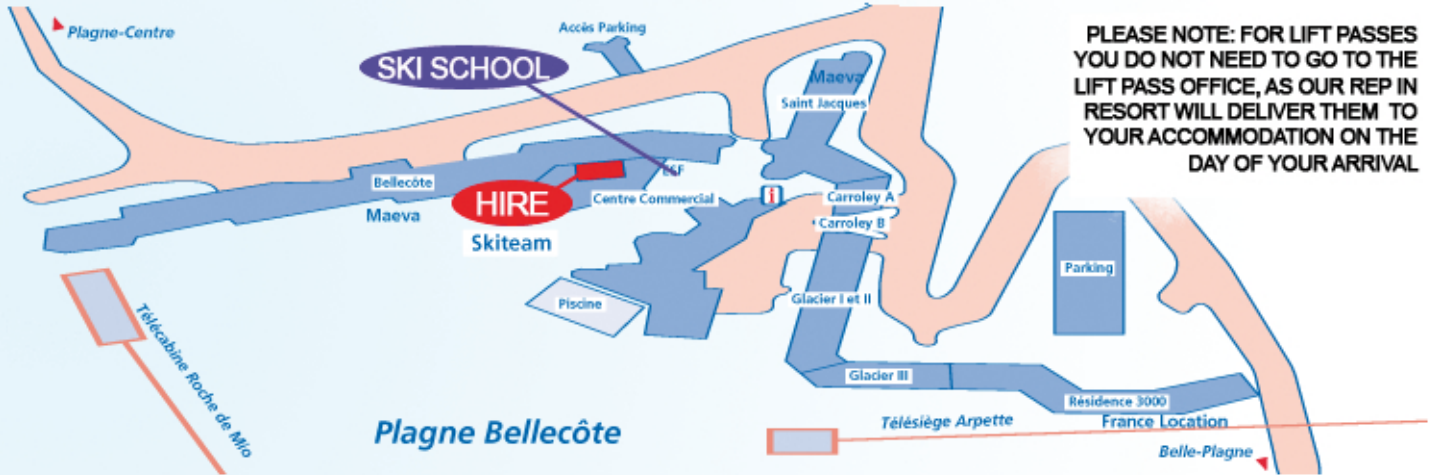 Plagne-Centre
Accès Parking
SKI SCHOOL
Maeva
Saint Jacques
PLEASE NOTE: FOR LIFT PASSES
YOU DO NOT NEED TO GO TO THE
LIFT PASS OFFICE, AS OUR REP IN
RESORT WILL DELIVER THEM TO
YOUR ACCOMMODATION ON THE
DAY OF YOUR ARRIVAL
ESF
Bellecôte
Maeva
HIRE
Skiteam
Centre Commercial
i
Carroley A
Carroley B
Parking
Piscine
Glacier I et II
Télécabine Roche de Mio
Glacier III
Résidence 3000
France Location
Télésiège Arpette
Plagne Bellecôte
Belle-Plagne